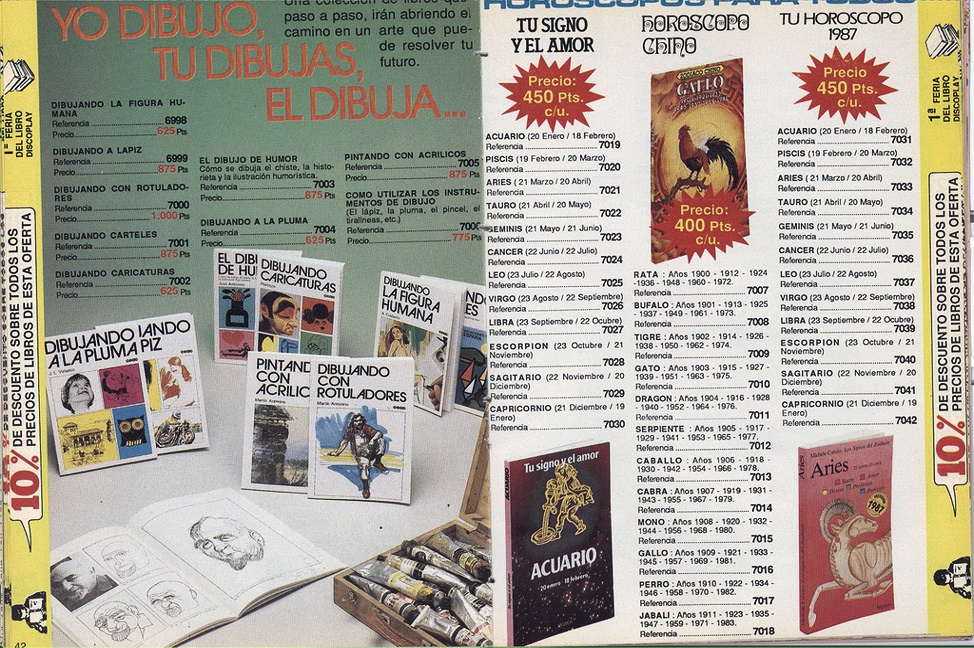 YO DIBUJO,
TU DIBUJAS,
EL DIBUJA...
Una colección de libros que
paso a paso, irán abriendo el
camino en un arte que pue-
de resolver tu
futuro.
DIBUJANDO LA FIGURA HU-
MANA
Referencia 6998
Precio 625 Pts
DIBUJANDO A LAPIZ
Referencia 6999
Precio 875 Pts
DIBUJANDO CON ROTULADO-
RES
Referencia 7000
Precio 1.000 Pts
DIBUJANDO CARTELES
Referencia 7001
Precio 875 Pts
DIBUJANDO CARICATURAS
Referencia 7002
Precio 625 Pts
EL DIBUJO DE HUMOR
Cómo se dibuja el chiste, la histo-
rieta y la ilustración humorística.
Referencia 7003
Precio 875 Pts
DIBUJANDO A LA PLUMA
Referencia 7004
Precio 625 Pts
PINTANDO CON ACRILICOS
Referencia 7005
Precio 875 Pts
COMO UTILIZAR LOS INSTRU-
MENTOS DE DIBUJO
(El lápiz, la pluma, el pincel, el
tiralíneas, etc.)
Referencia
Precio 775 Pts
EL DIBU
DE HU
DIBUJANDO
CARICATURAS
DIBUJANDO
LA FIGURA
HUMANA
DIBUJANDO
A LA PLUMA
IANDO
PIZ
PINTAND
CON
ACRILIC
DIBUJANDO
CON
ROTULADORES
1ª FERIA
DEL LIBRO
DISCOPLAY
10% DE DESCUENTO SOBRE TODOS LOS
PRECIOS DE LIBROS DE ESTA OFERTA
42
HOROSCOPOS PARA TODOS
TU SIGNO
Y EL AMOR
Precio:
450 Pts.
c/u.
ACUARIO (20 Enero / 18 Febrero)
Referencia 7019
PISCIS (19 Febrero / 20 Marzo)
Referencia 7020
ARIES (21 Marzo / 20 Abril)
Referencia 7021
TAURO (21 Abril / 20 Mayo)
Referencia 7022
GEMINIS (21 Mayo / 21 Junio)
Referencia 7023
CANCER (22 Junio / 22 Julio)
Referencia 7024
LEO (23 Julio / 22 Agosto)
Referencia 7025
VIRGO (23 Agosto / 22 Septiembre)
Referencia 7026
LIBRA (23 Septiembre / 22 Octubre)
Referencia 7027
ESCORPION (23 Octubre / 21
Noviembre)
Referencia 7028
SAGITARIO (22 Noviembre / 20
Diciembre)
Referencia 7029
CAPRICORNIO (21 Diciembre / 19
Enero)
Referencia 7030
Tu signo y el amor
ACUARIO
20 enero 18 febrero
HOROSCOPO
CHINO
ZODIACO CHINO
GALLO
Precio:
400 Pts.
c/u.
RATA : Años 1900 - 1912 - 1924
-1936 - 1948 - 1960 - 1972.
Referencia 7007
BUFALO : Años 1901 - 1913 - 1925
- 1937 - 1949 - 1961 - 1973.
Referencia 7008
TIGRE : Años 1902 - 1914 - 1926 -
1938 - 1950 - 1962 - 1974.
Referencia 7009
GATO : Años 1903 - 1915 - 1927 -
1939 - 1951 - 1963 - 1975.
Referencia 7010
DRAGON : Años 1904 - 1916 - 1928
- 1940 - 1952 - 1964 - 1976.
Referencia 7011
SERPIENTE : Años 1905 - 1917 -
1929 - 1941 - 1953 - 1965 - 1977.
Referencia 7012
CABALLO : Años 1906 - 1918 -
1930 - 1942 - 1954 - 1966 - 1978.
Referencia 7013
CABRA : Años 1907 - 1919 - 1931
- 1943 - 1955 - 1967 - 1979.
Referencia 7014
MONO : Años 1908 - 1920 - 1932
- 1944 - 1956 - 1968 - 1980.
Referencia 7015
GALLO : Años 1909 - 1921 - 1933 -
1945 - 1957 - 1969 - 1981.
Referencia 7016
PERRO : Años 1910 - 1922 - 1934 -
1946 - 1958 - 1970 - 1982.
Referencia 7017
JABALI : Años 1911 - 1923 - 1935 -
1947 - 1959 - 1971 - 1983.
Referencia 7018
TU HOROSCOPO
1987
Precio
450 Pts.
c/u.
ACUARIO (20 Enero / 18 Febrero)
Referencia 7031
PISCIS (19 Febrero / 20 Marzo)
Referencia 7032
ARIES (21 Marzo / 20 Abril)
Referencia 7033
TAURO (21 Abril / 20 Mayo)
Referencia 7034
GEMINIS (21 Mayo / 21 Junio)
Referencia 7035
CANCER (22 Junio / 22 Julio)
Referencia 7036
LEO (23 Julio / 22 Agosto)
Referencia 7037
VIRGO (23 Agosto / 22 Septiembre)
Referencia 7038
LIBRA (23 Septiembre / 22 Octubre)
Referencia 7039
ESCORPION (23 Octubre / 21
Noviembre)
Referencia 7040
SAGITARIO (22 Noviembre / 20
Diciembre)
Referencia 7041
CAPRICORNIO (21 Diciembre / 19
Enero)
Referencia 7042
Aries
1987
1ª FERIA
DEL LIBRO
DISCOPLAY
10% DE DESCUENTO SOBRE TODOS LOS
PRECIOS DE LIBROS DE ESTA OFERTA